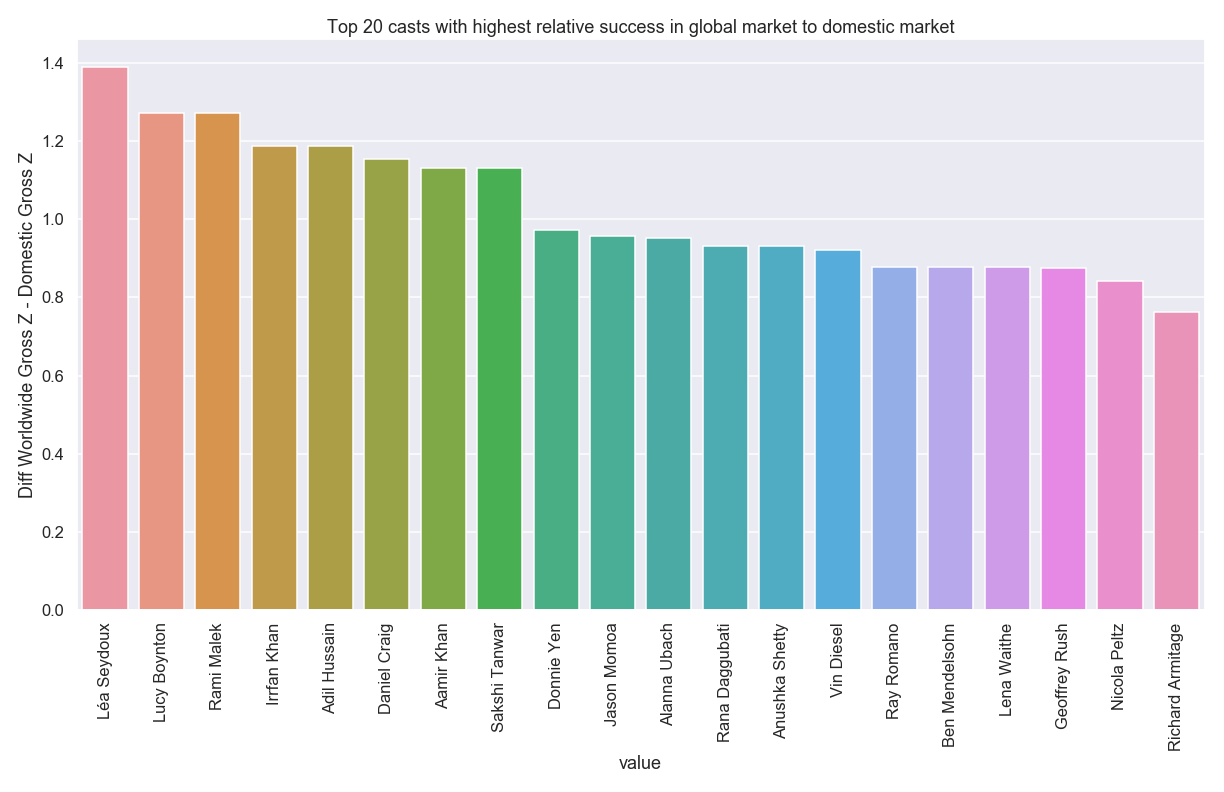 Top 20 casts with highest relative success in global market to domestic market
Diff Worldwide Gross Z - Domestic Gross Z
1.4
1.2
1.0
0.8
0.6
0.4
0.2
0.0
Léa Seydoux
Lucy Boynton
Rami Malek
Irrfan Khan
Adil Hussain
Daniel Craig
Aamir Khan
Sakshi Tanwar
Donnie Yen
Jason Momoa
Alanna Ubach
Rana Daggubati
Anushka Shetty
Vin Diesel
Ray Romano
Ben Mendelsohn
Lena Waithe
Geoffrey Rush
Nicola Peltz
Richard Armitage
value